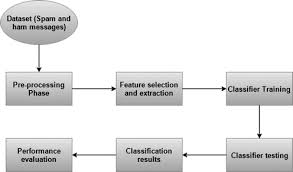 Dataset (Spam and
ham messages)
Pre-processing
Phase
Feature selection
and extraction
Classifier Training
Classifier testing
Classification
results
Performance
evaluation